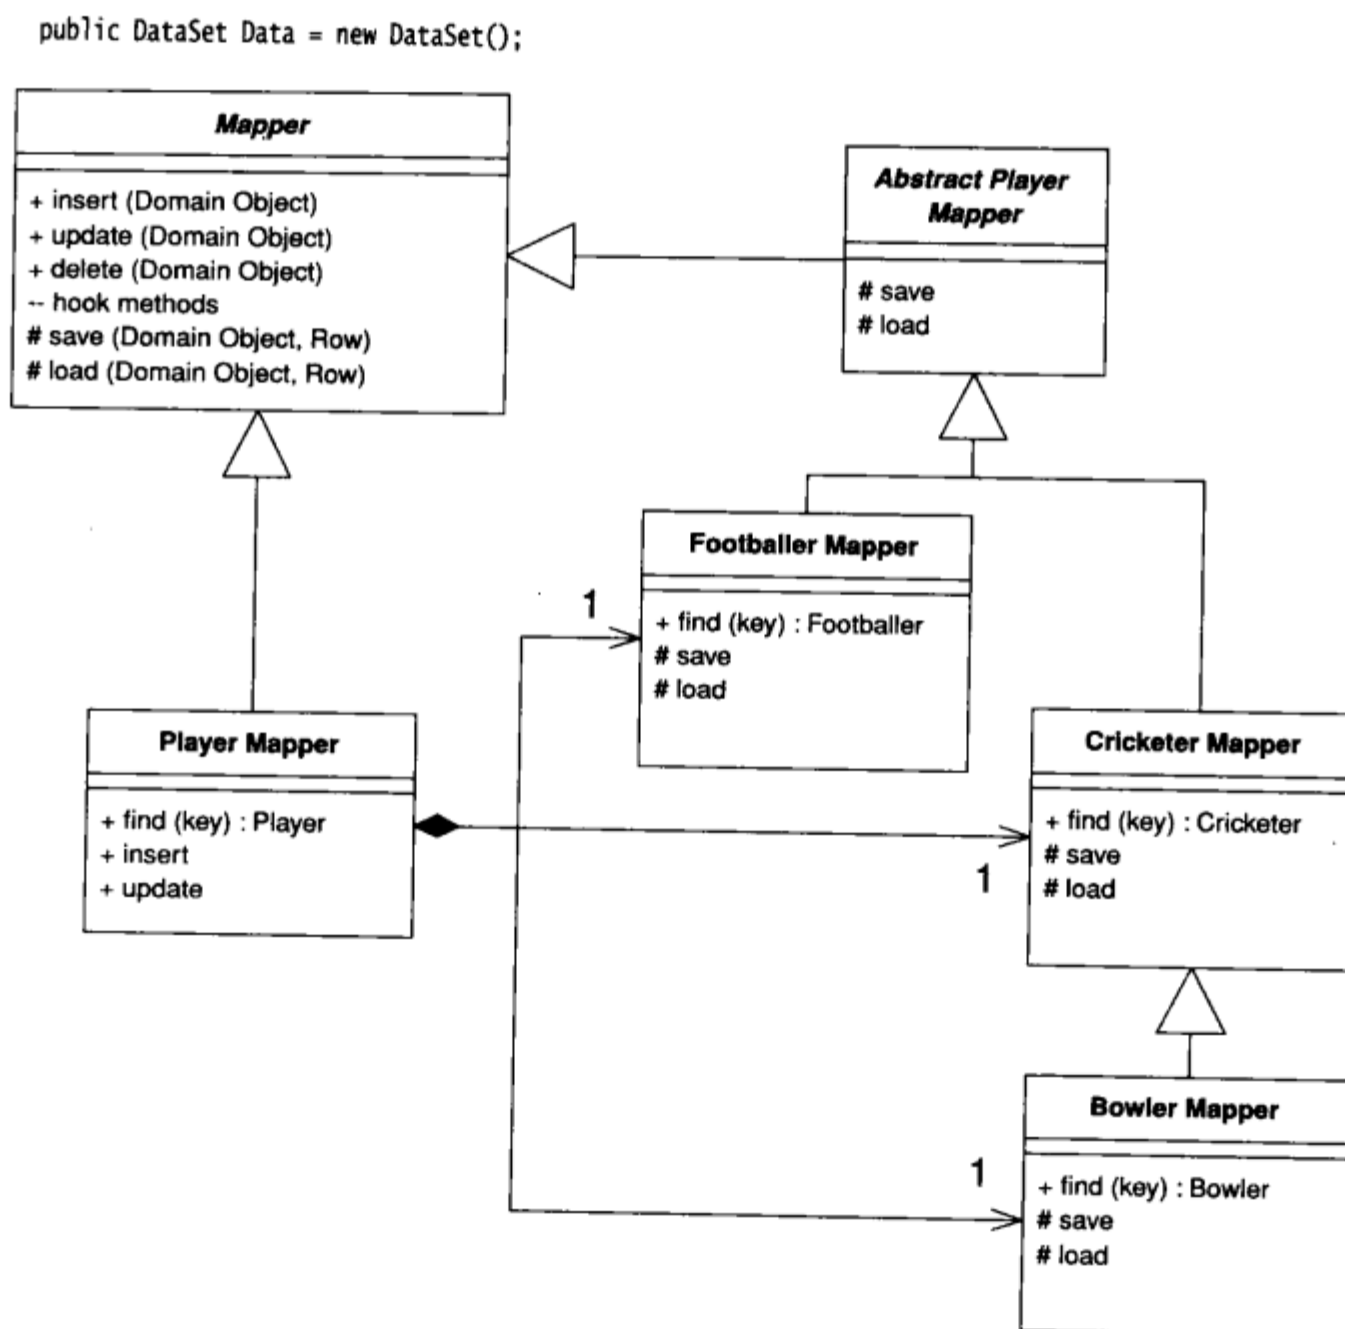 public DataSet Data = new DataSet();
Mapper
+ insert (Domain Object)
+ update (Domain Object)
+ delete (Domain Object)
-- hook methods
# save (Domain Object, Row)
# load (Domain Object, Row)
Abstract Player
Mapper
# save
# load
Footballer Mapper
+ find (key) : Footballer
# save
# load
1
Player Mapper
+ find (key) : Player
+ insert
+ update
Cricketer Mapper
+ find (key) : Cricketer
# save
# load
1
Bowler Mapper
+ find (key) : Bowler
# save
# load
1